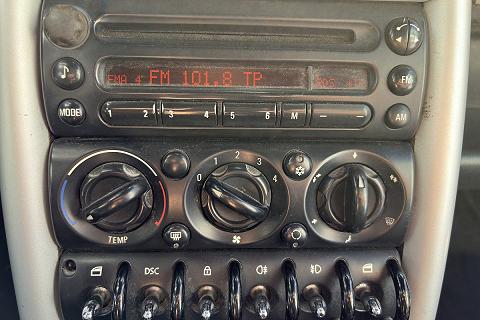 FMA 4 FM 101,8 TP RDS
FM
MODE
1 2 3 4 5 6 M
AM
0 1 2 3 4
TEMP
DSC